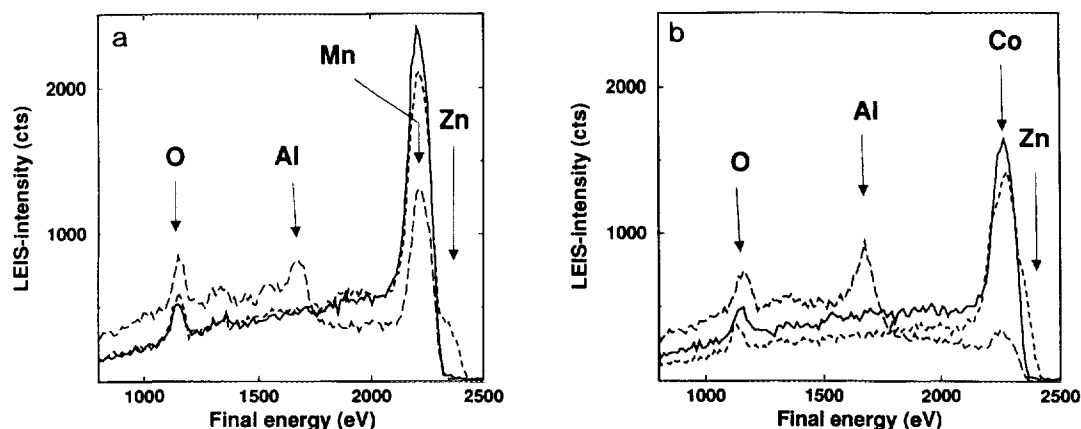 a
Mn
Zn
O
Al
2000
1000
LEIS-intensity (cts)
1000
1500
2000
2500
Final energy (eV)
b
Co
Zn
Al
O
2000
1000
LEIS-intensity (cts)
1000
1500
2000
2500
Final energy (eV)